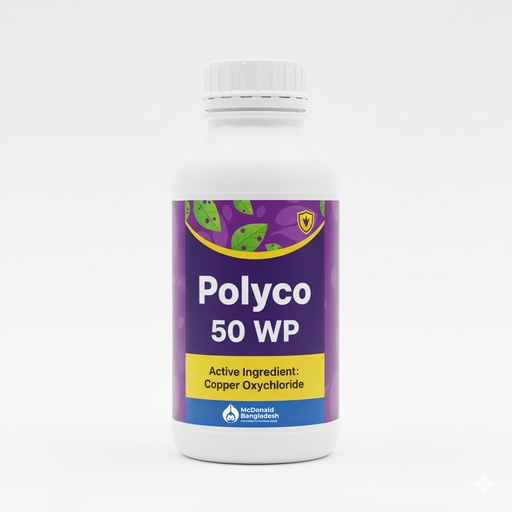 Polyco
50 WP
Active Ingredient:
Copper Oxychloride
McDonald
Bangladesh